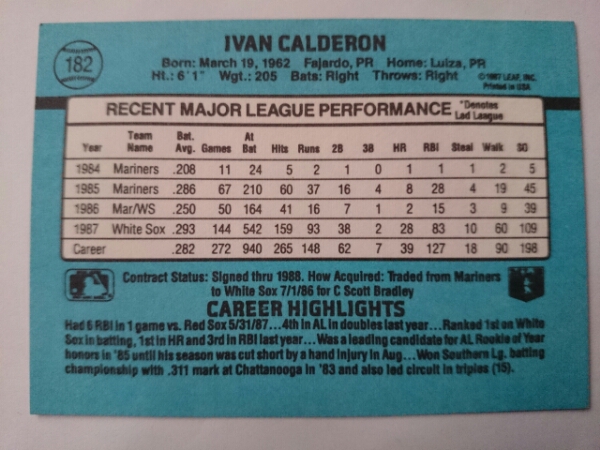 182
IVAN CALDERON
Born: March 19, 1962 Fajardo, PR Home: Luiza, PR
Ht.: 6'1" Wgt.: 205 Bats: Right Throws: Right
©1987 LEAF, INC.
Printed in USA
RECENT MAJOR LEAGUE PERFORMANCE *Denotes Led League
Year Team Name Bat. Avg. Games At Bat Hits Runs 2B 3B HR RBI Steal Walk SO
1984 Mariners .208 11 24 5 2 1 0 1 1 1 2 5
1985 Mariners .286 67 210 60 37 16 4 8 28 4 19 45
1986 Mar/WS .250 50 164 41 16 7 1 2 15 3 9 39
1987 White Sox .293 144 542 159 93 38 2 28 83 10 60 109
Career .282 272 940 265 148 62 7 39 127 18 90 198
Contract Status: Signed thru 1988. How Acquired: Traded from Mariners
to White Sox 7/1/86 for C Scott Bradley
CAREER HIGHLIGHTS
Had 6 RBI in 1 game vs. Red Sox 5/31/87...4th in AL in doubles last year...Ranked 1st on White
Sox in batting, 1st in HR and 3rd in RBI last year...Was a leading candidate for AL Rookie of Year
honors in '85 until his season was cut short by a hand injury in Aug...Won Southern Lg. batting
championship with .311 mark at Chattanooga in '83 and also led circuit in triples (15).